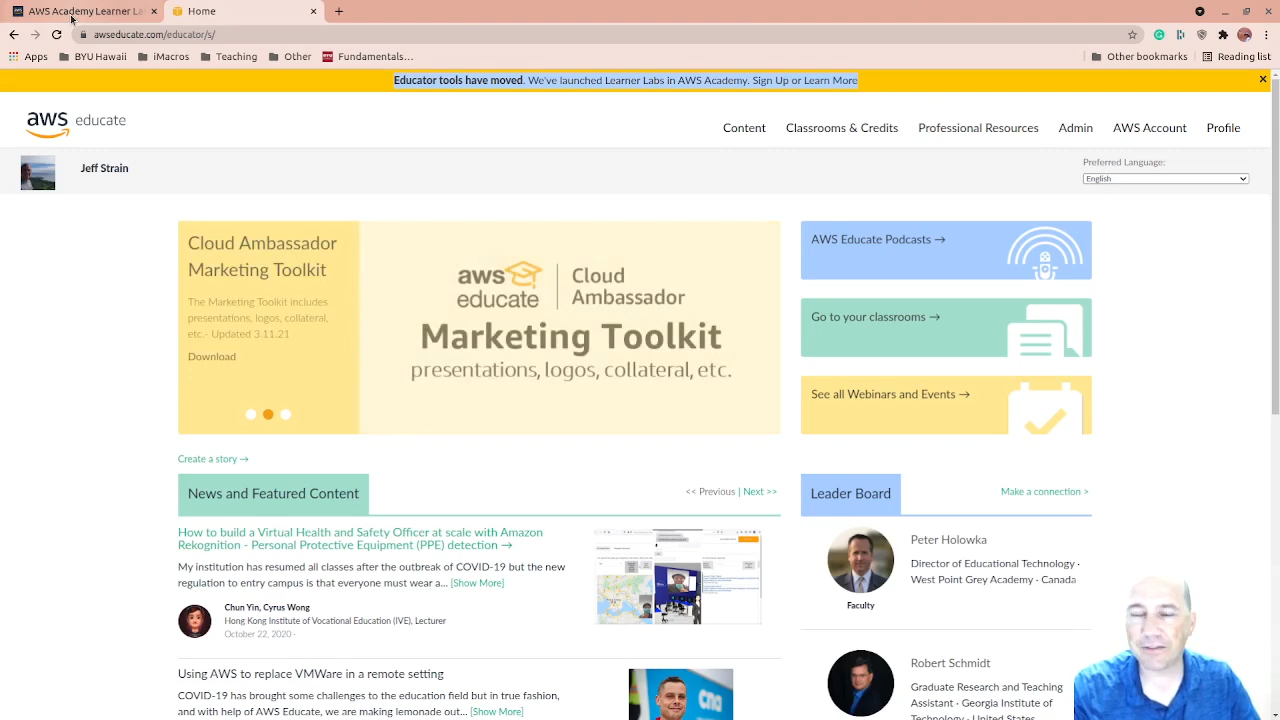 AWS Academy Learner La
Home
awseducate.com/educator/s/
Apps
BYU Hawaii
iMacros
Teaching
Other
Fundamentals...
Other Bookmarks
Reading list
Educator tools have moved. We've launched Learner Labs in AWS Academy. Sign Up or Learn More
aws educate
Content
Classrooms & Credits
Professional Resources
Admin
AWS Account
Profile
Jeff Strain
Preferred Language:
English
Cloud Ambassador
Marketing Toolkit
The Marketing Toolkit includes
presentations, logos, collateral,
etc.- Updated 3.11.21
Download
aws educate
Cloud Ambassador
Marketing Toolkit
presentations, logos, collateral, etc.
AWS Educate Podcasts →
Go to your classrooms →
See all Webinars and Events →
Create a story →
News and Featured Content
<< Previous | Next >>
Leader Board
Make a connection >
How to build a Virtual Health and Safety Officer at scale with Amazon
Rekognition - Personal Protective Equipment (PPE) detection →
My institution has resumed all classes after the outbreak of COVID-19 but the new
regulation to entry campus is that everyone must wear a... [Show More]
Chun Yin, Cyrus Wong
Hong Kong Institute of Vocational Education (IVE), Lecturer
October 22, 2020 ·
Peter Holowka
Director of Educational Technology ·
West Point Grey Academy · Canada
Faculty
Using AWS to replace VMWare in a remote setting
COVID-19 has brought some challenges to the education field but in true fashion,
and with help of AWS Educate, we are making lemonade out... [Show More]
cna
Robert Schmidt
Graduate Research and Teaching
Assistant · Georgia Institute of
Technology · United States